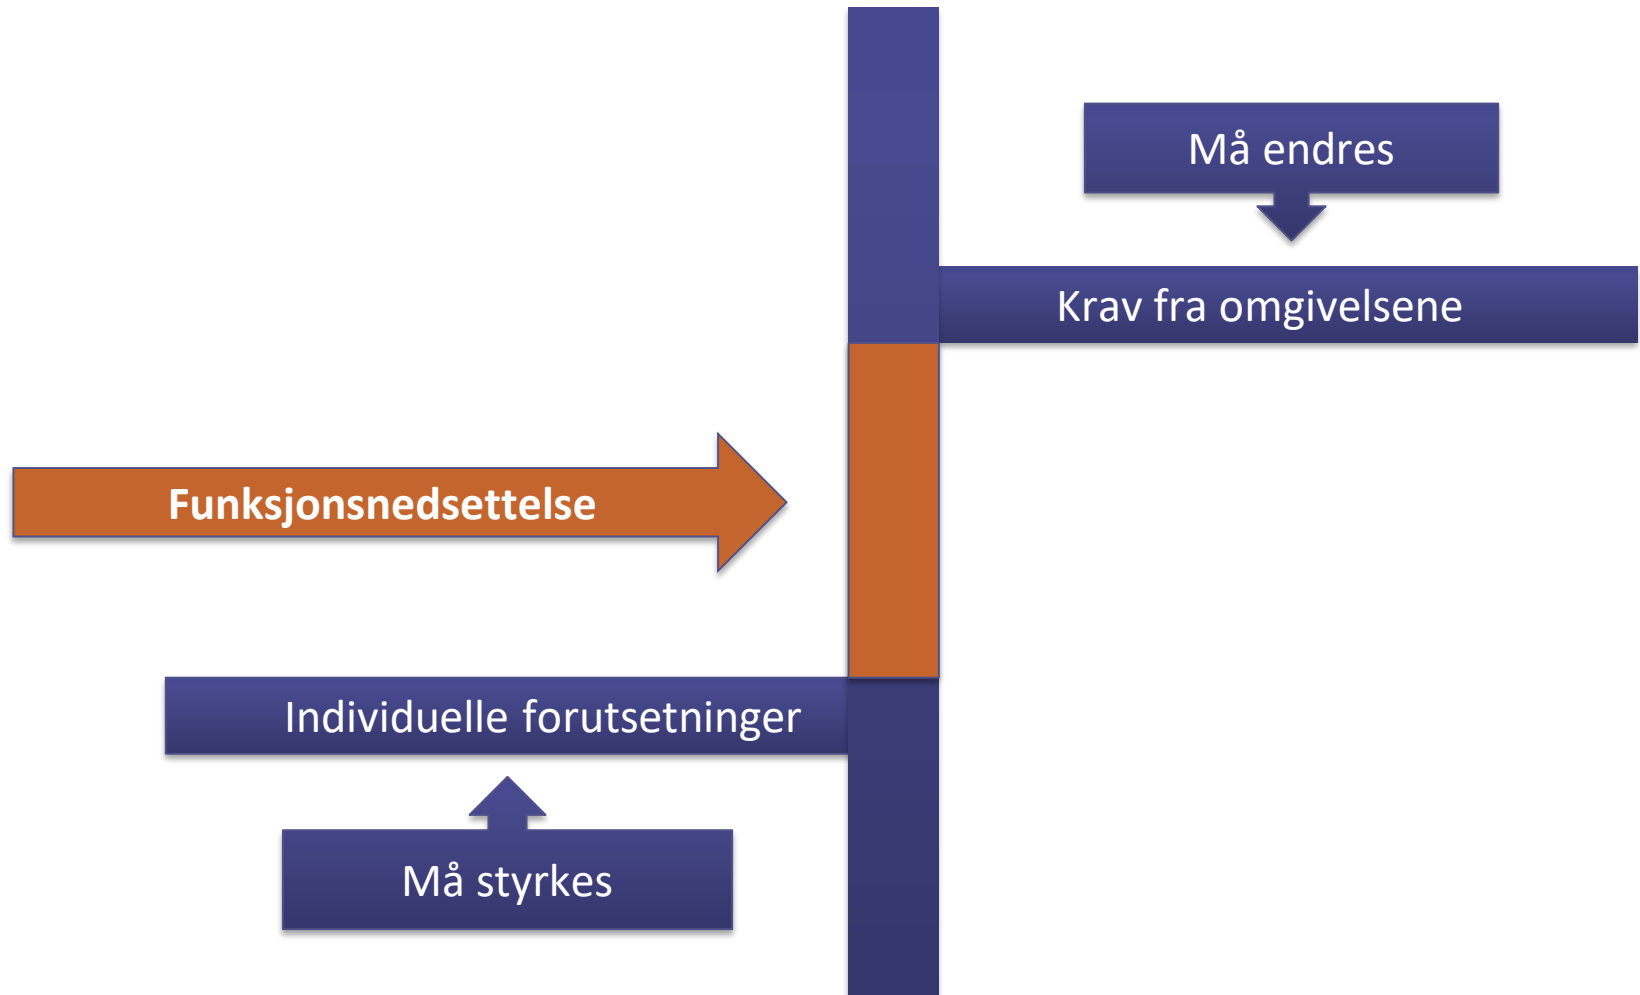 Må endres
Krav fra omgivelsene
Funksjonsnedsettelse
Individuelle forutsetninger
Må styrkes